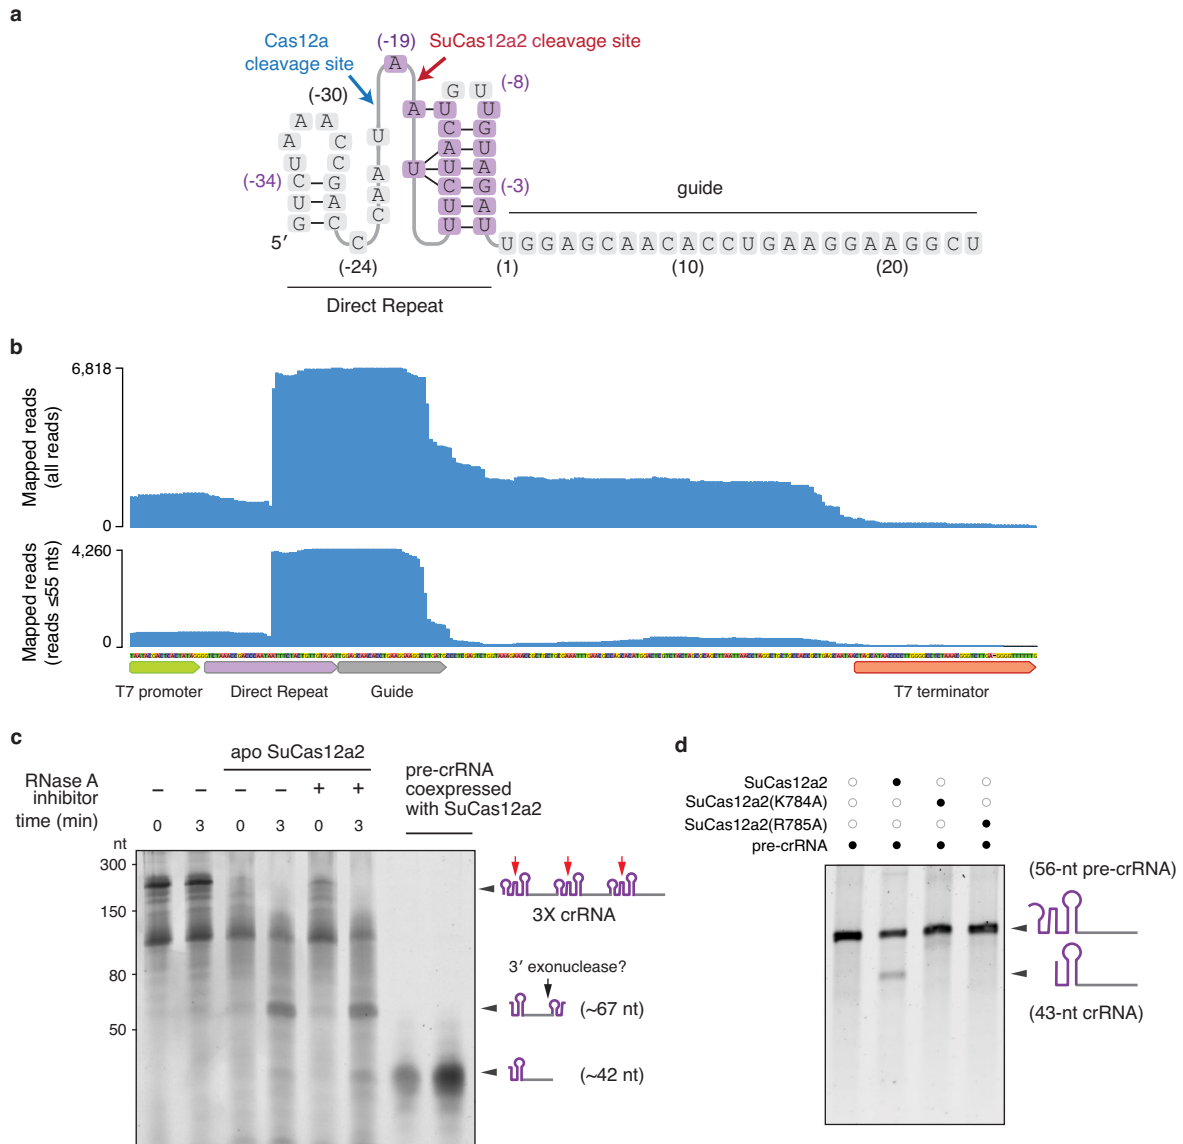 a
Cas12a
cleavage site
(-19)
SuCas12a2 cleavage site
(-30)
(-8)
(-34)
(-3)
A A
A C
U C
C G
U A
G C
C
U
A
A
C
A
A
U
G U
U U
C G
A U
U A
C G
U A
U U
5′
(-24)
Direct Repeat
guide
U G G A G C A A C A C C U G A A G G A A G G C U
(1)
(10)
(20)
b
6,818
Mapped reads
(all reads)
0
4,260
Mapped reads
(reads ≤55 nts)
0
T7 promoter
Direct Repeat
Guide
T7 terminator
c
apo SuCas12a2
RNase A
inhibitor
– – – – + +
time (min)
0 3 0 3 0 3
pre-crRNA
coexpressed
with SuCas12a2
nt
300
150
80
50
3X crRNA
3′ exonuclease?
(~67 nt)
(~42 nt)
d
SuCas12a2
SuCas12a2(K784A)
SuCas12a2(R785A)
pre-crRNA
(56-nt pre-crRNA)
(43-nt crRNA)